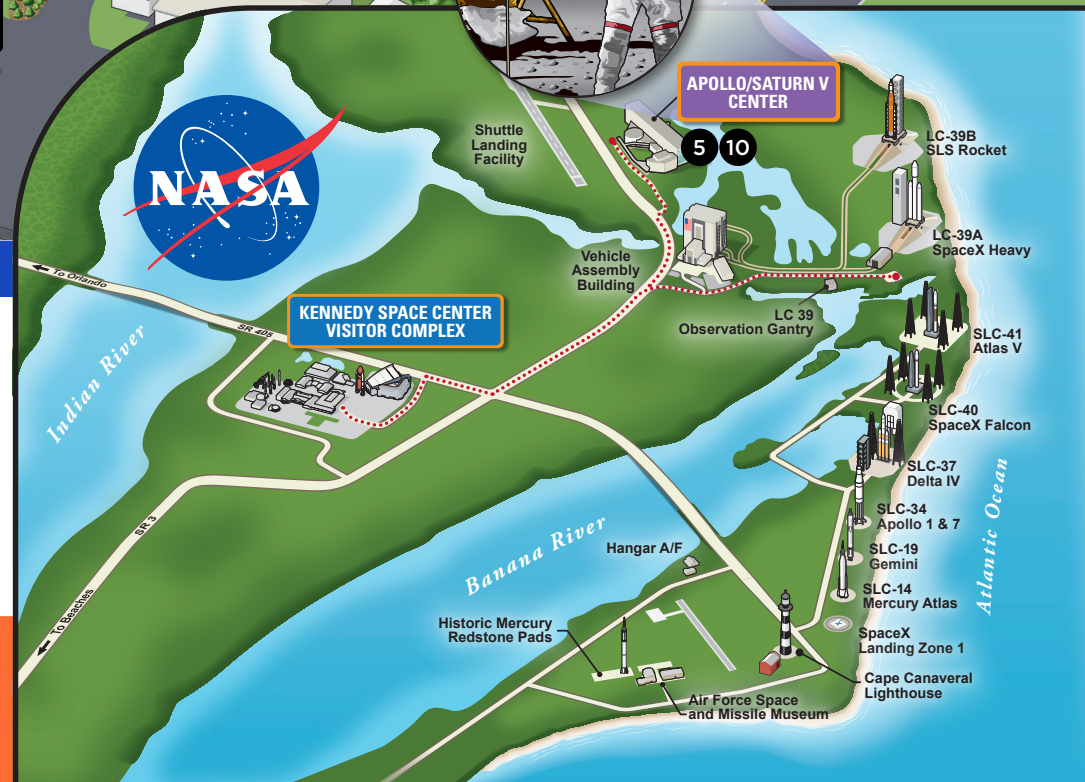 APOLLO/SATURN V
CENTER
5 10
Shuttle
Landing
Facility
LC-39B
SLS Rocket
NASA
LC-39A
SpaceX Heavy
Vehicle
Assembly
Building
To Orlando
KENNEDY SPACE CENTER
VISITOR COMPLEX
SR 405
LC 39
Observation Gantry
SLC-41
Atlas V
Indian River
SLC-40
SpaceX Falcon
SLC-37
Delta IV
Atlantic Ocean
SR 3
SLC-34
Apollo 1 & 7
Banana River
Hangar A/F
SLC-19
Gemini
SLC-14
Mercury Atlas
To Beaches
Historic Mercury
Redstone Pads
SpaceX
Landing Zone 1
Cape Canaveral
Lighthouse
Air Force Space
and Missile Museum